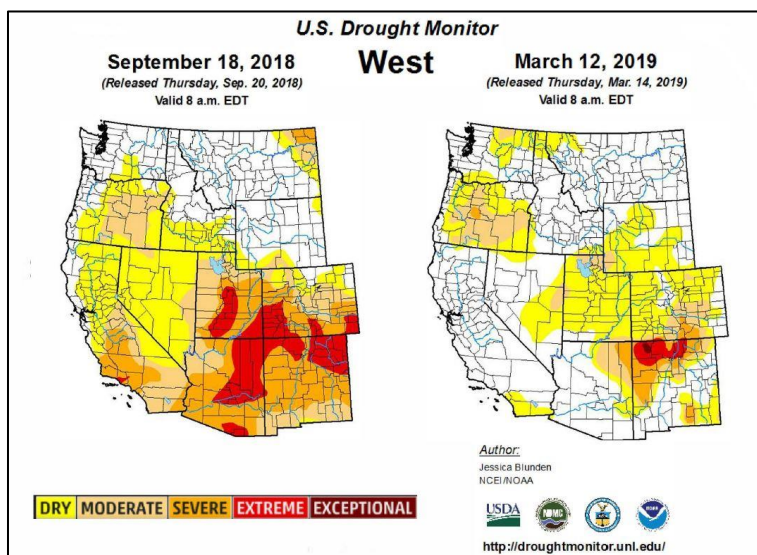 U.S. Drought Monitor
West
September 18, 2018
(Released Thursday, Sep. 20, 2018)
Valid 8 a.m. EDT
March 12, 2019
(Released Thursday, Mar. 14, 2019)
Valid 8 a.m. EDT
Author:
Jessica Blunden
NCEI/NOAA
DRY MODERATE SEVERE EXTREME EXCEPTIONAL
USDA NDMC NOAA
http://droughtmonitor.unl.edu/